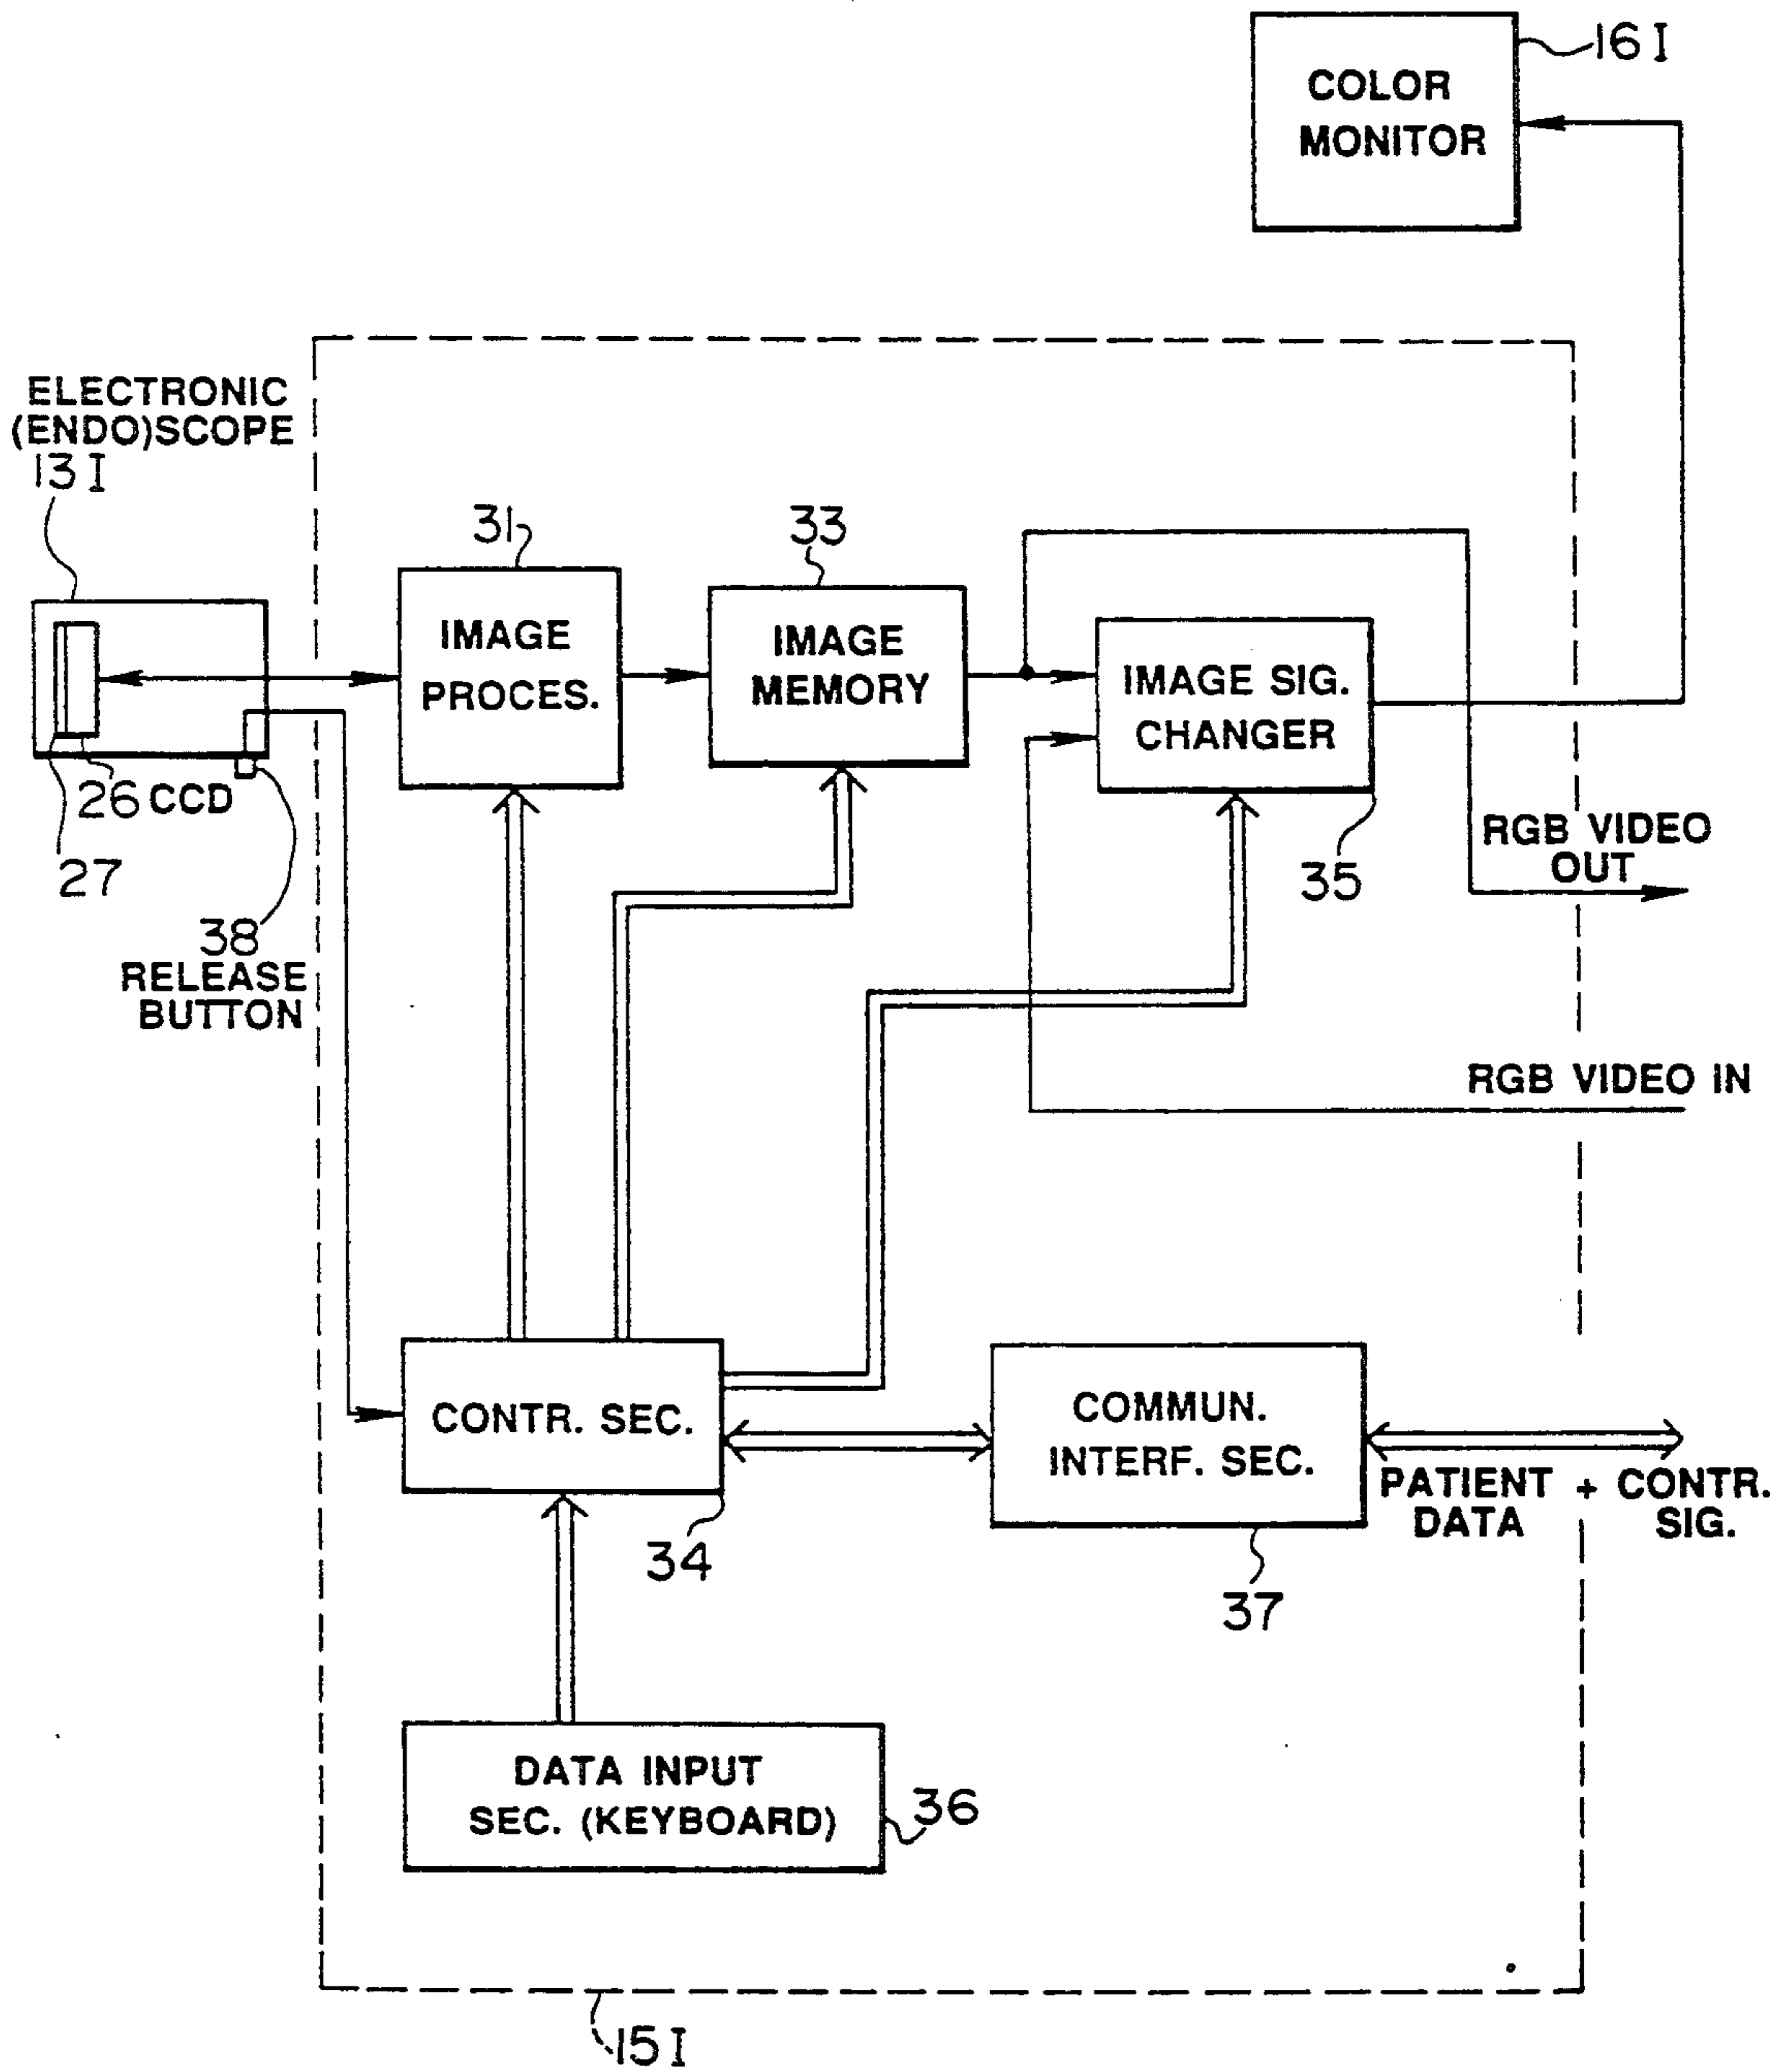 16 I
COLOR
MONITOR
ELECTRONIC
(ENDO)SCOPE
13 I
31
33
IMAGE
PROCES.
IMAGE
MEMORY
IMAGE SIG.
CHANGER
26 CCD
27
35
RGB VIDEO
OUT
38
RELEASE
BUTTON
RGB VIDEO IN
CONTR. SEC.
COMMUN.
INTERF. SEC.
PATIENT + CONTR.
DATA SIG.
34
37
DATA INPUT
SEC. (KEYBOARD)
36
15 I